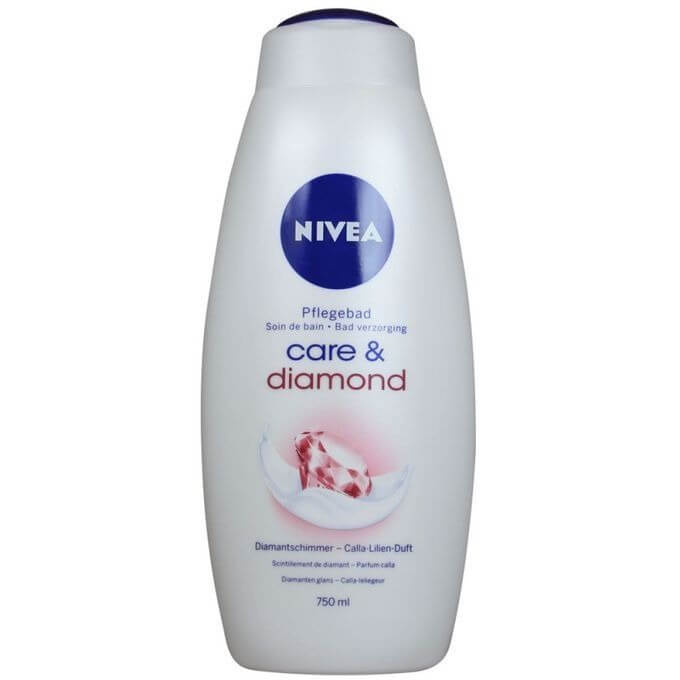 NIVEA
Pflegebad
Soin de bain • Bad verzorging
care &
diamond
Diamantschimmer – Calla-Lilien-Duft
Scintillement de diamant – Parfum calla
Diamanten glans – Calla-leliegeur
750 ml